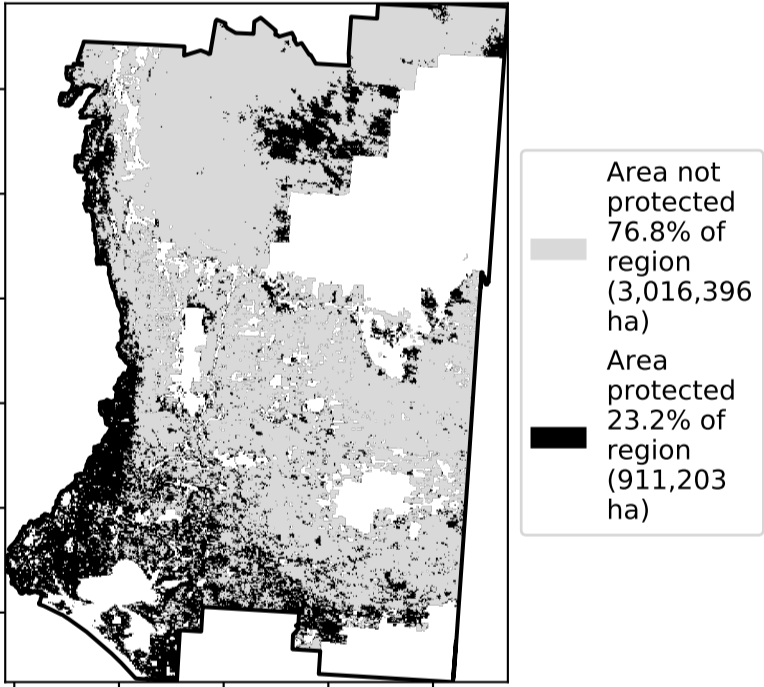 Area not
protected
76.8% of
region
(3,016,396
ha)
Area
protected
23.2% of
region
(911,203
ha)